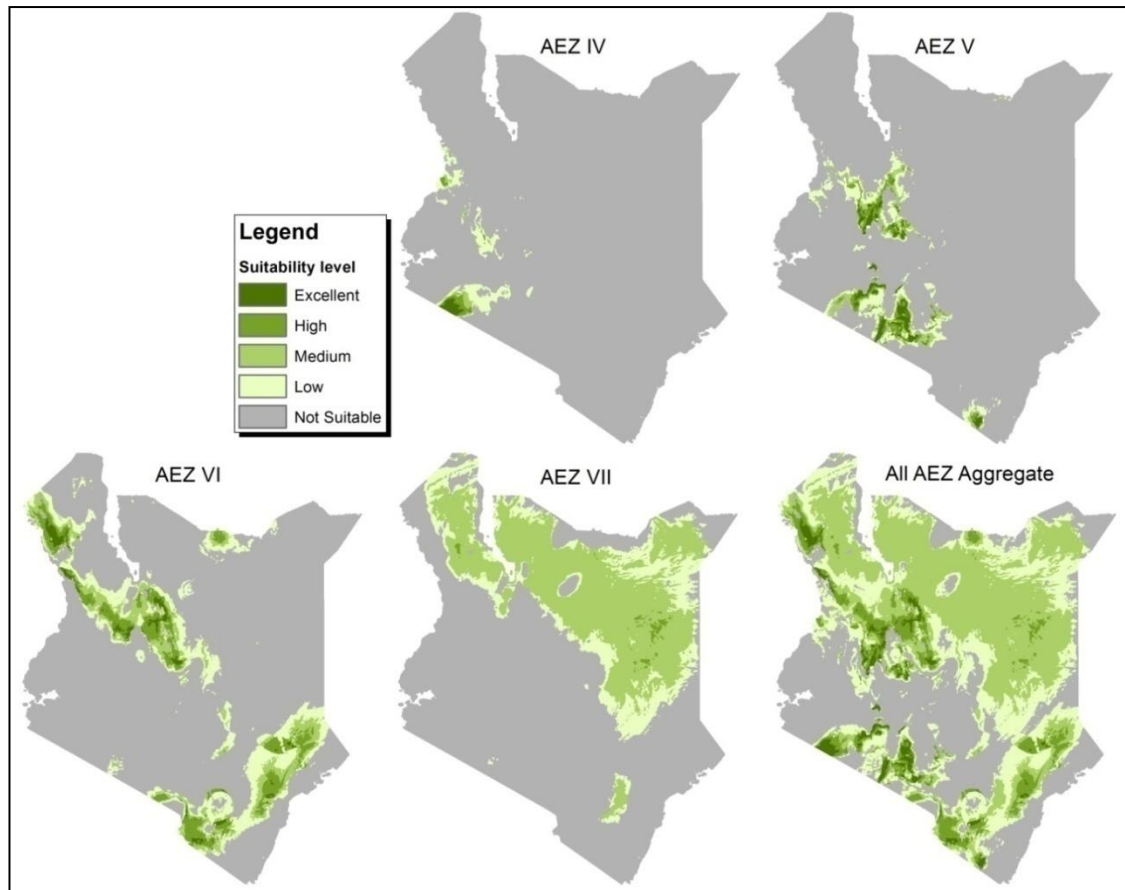 AEZ IV
AEZ V
Legend
Suitability level
Excellent
High
Medium
Low
Not Suitable
AEZ VI
AEZ VII
All AEZ Aggregate